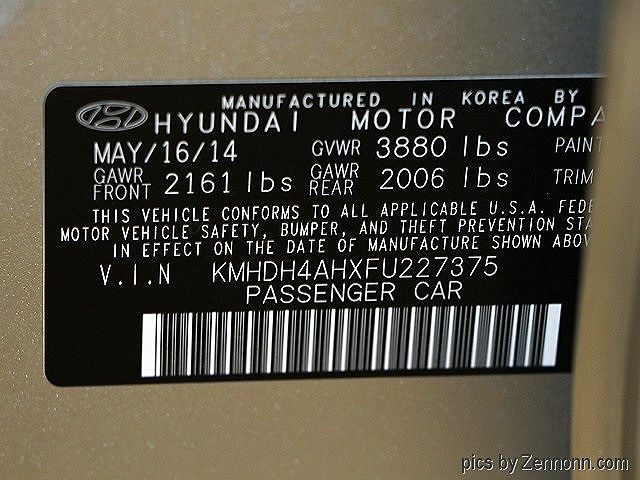 MANUFACTURED IN KOREA BY
HYUNDAI MOTOR
MAY/16/14 GVWR 3880 lbs PAINT
GAWR FRONT 2161 lbs GAWR REAR 2006 lbs TRIM
THIS VEHICLE CONFORMS TO ALL APPLICABLE U.S.A.
MOTOR VEHICLE SAFETY, BUMPER, AND THEFT PREVENTION
IN EFFECT ON THE DATE OF MANUFACTURE SHOWN
V.I.N KMHDH4AHXFU227375
PASSENGER CAR
pics by Zennonn.com